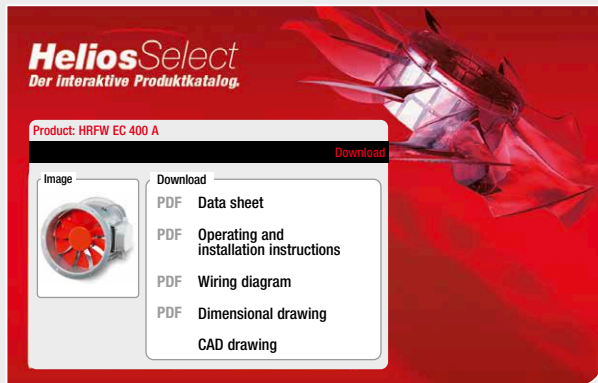 HeliosSelect
Der interaktive Produktkatalog.
Product: HRFW EC 400 A
Download
Image
Download
PDF Data sheet
PDF Operating and
installation instructions
PDF Wiring diagram
PDF Dimensional drawing
CAD drawing